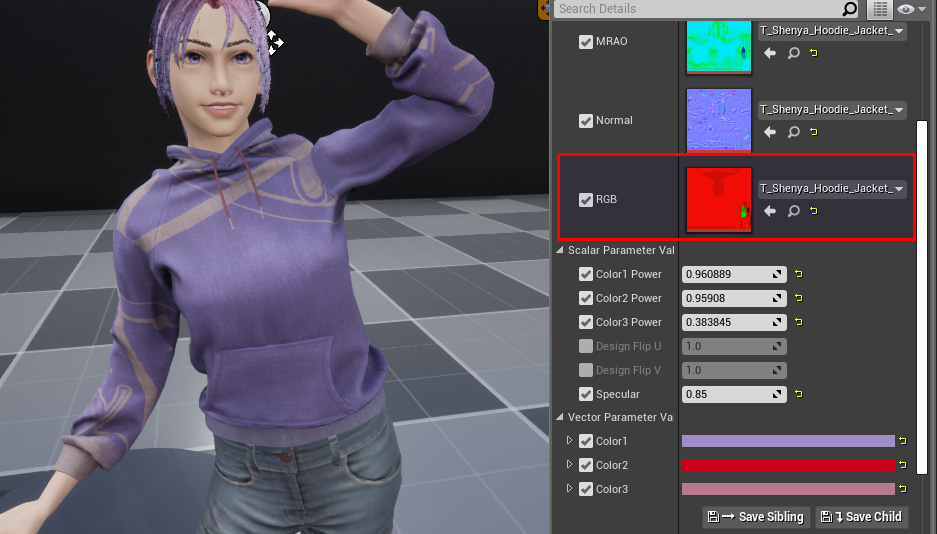 Search Details
MRAO
T_Shenya_Hoodie_Jacket_
Normal
T_Shenya_Hoodie_Jacket_
RGB
T_Shenya_Hoodie_Jacket_
Scalar Parameter Val
Color1 Power 0.960889
Color2 Power 0.95908
Color3 Power 0.383845
Design Flip U 1.0
Design Flip V 1.0
Specular 0.85
Vector Parameter Va
Color1
Color2
Color3
Save Sibling Save Child